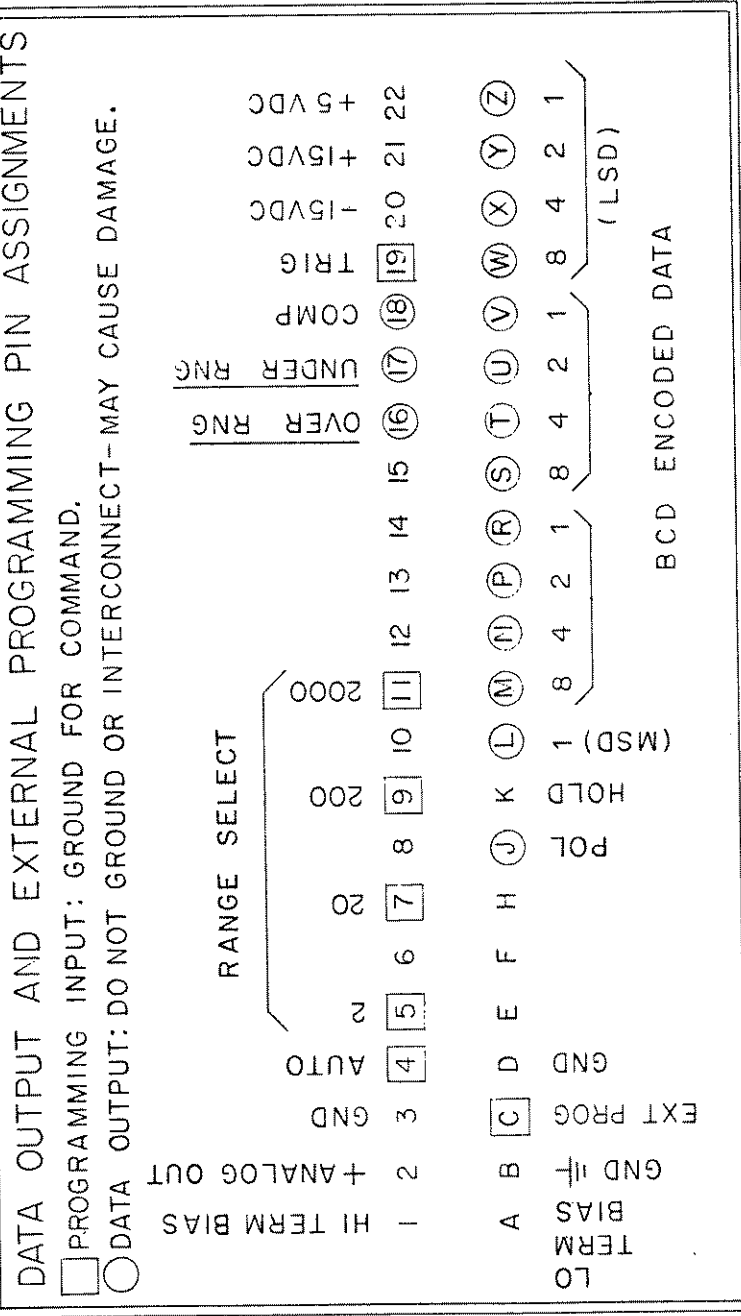 DATA OUTPUT AND EXTERNAL PROGRAMMING PIN ASSIGNMENTS
PROGRAMMING INPUT: GROUND FOR COMMAND.
DATA OUTPUT: DO NOT GROUND OR INTERCONNECT-MAY CAUSE DAMAGE.
RANGE SELECT
HI TERM BIAS
+ANALOG OUT
GND
AUTO
2
20
200
2000
OVER RNG
UNDER RNG
COMP
TRIG
-15VDC
+15VDC
+5VDC
1 2 3 4 5 6 7 8 9 10 11 12 13 14 15 16 17 18 19 20 21 22
A B C D E F H J K L M N P R S T U V W X Y Z
LO TERM BIAS
GND
EXT PROG
GND
POL
HOLD
1 (MSD)
8 4 2 1 8 4 2 1 8 4 2 1
(LSD)
BCD ENCODED DATA